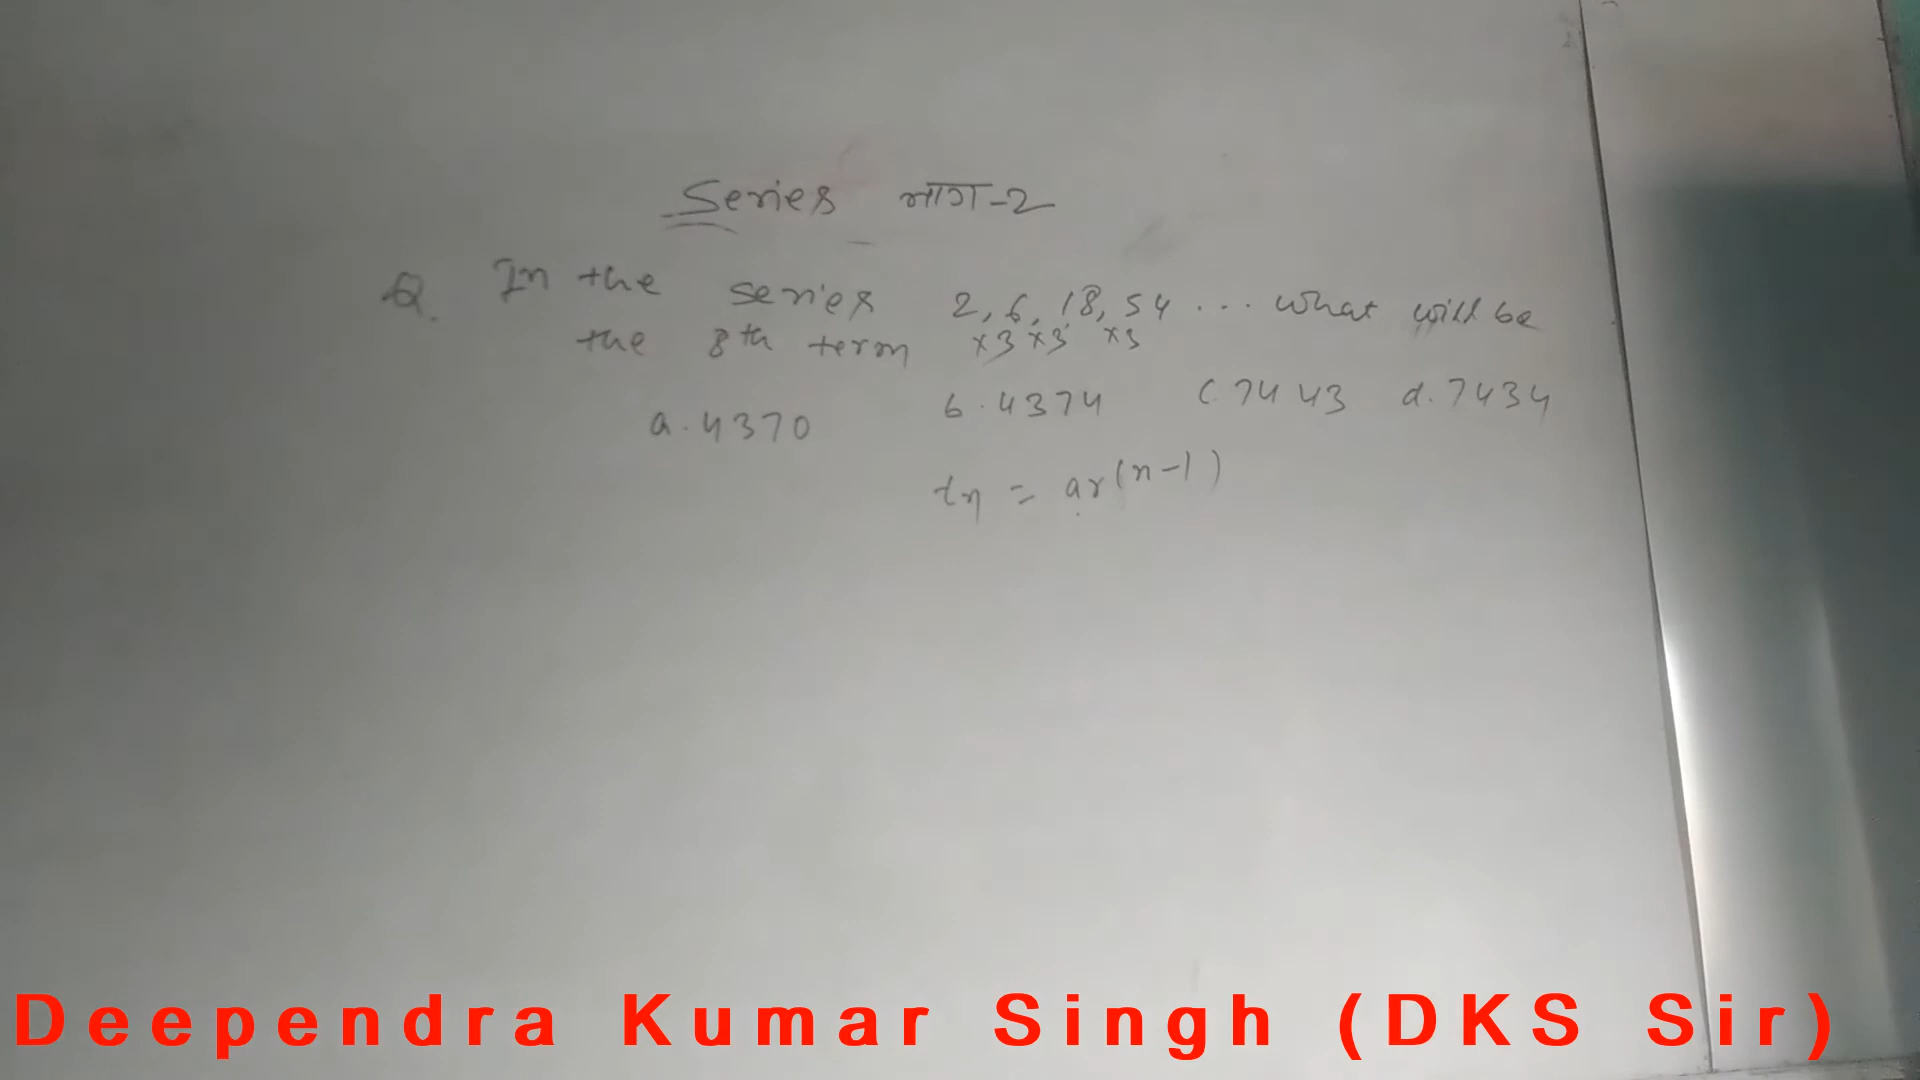 Series भाग-2
Q. In the series 2, 6, 18, 54 ... what will be
the 8th term ×3 ×3 ×3
a. 4370 b. 4374 c. 7443 d. 7434
tn = ar(n-1)
Deependra Kumar Singh (DKS Sir)